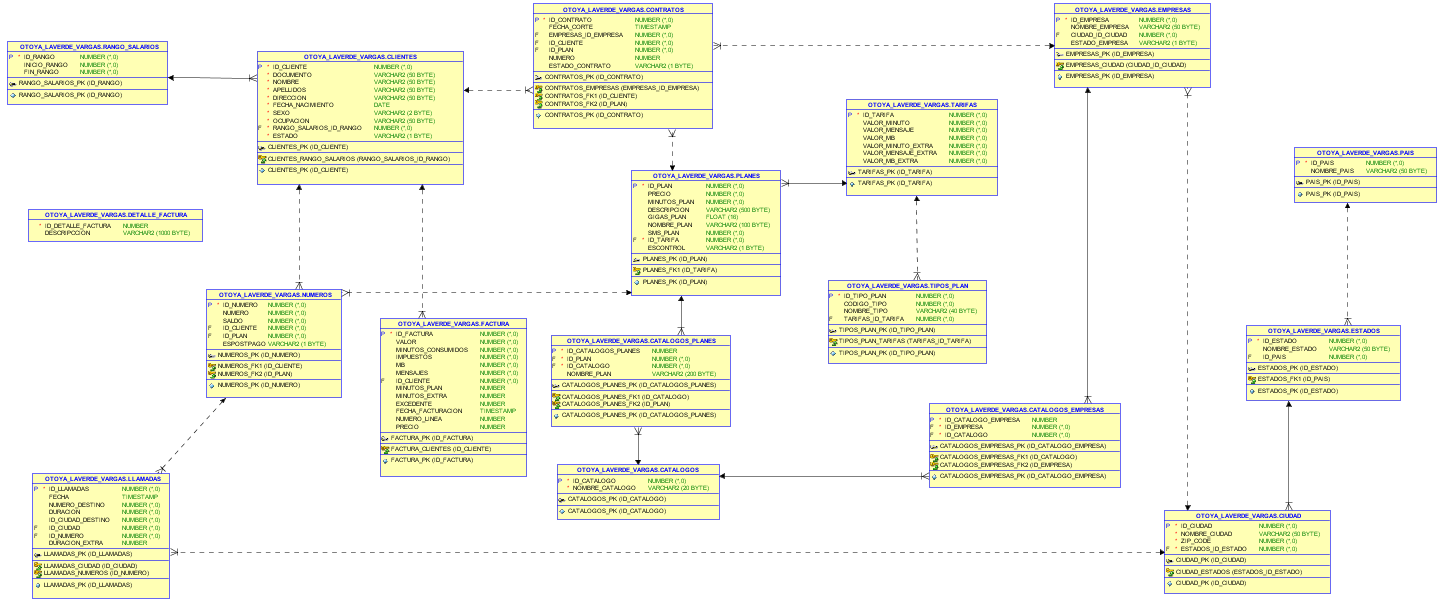 OTOYA_LAVERDE_VARGAS.RANGO_SALARIOS
P * ID_RANGO NUMBER (*,0)
INICIO_RANGO NUMBER (*,0)
FIN_RANGO NUMBER (*,0)
RANGO_SALARIOS_PK (ID_RANGO)
RANGO_SALARIOS_PK (ID_RANGO)
OTOYA_LAVERDE_VARGAS.CLIENTES
P * ID_CLIENTE NUMBER (*,0)
* DOCUMENTO VARCHAR2 (50 BYTE)
* NOMBRE VARCHAR2 (50 BYTE)
* APELLIDOS VARCHAR2 (50 BYTE)
* DIRECCION VARCHAR2 (50 BYTE)
* FECHA_NACIMIENTO DATE
* SEXO VARCHAR2 (2 BYTE)
* OCUPACION VARCHAR2 (50 BYTE)
F * RANGO_SALARIOS_ID_RANGO NUMBER (*,0)
* ESTADO VARCHAR2 (1 BYTE)
CLIENTES_PK (ID_CLIENTE)
CLIENTES_RANGO_SALARIOS (RANGO_SALARIOS_ID_RANGO)
CLIENTES_PK (ID_CLIENTE)
OTOYA_LAVERDE_VARGAS.CONTRATOS
P * ID_CONTRATO NUMBER (*,0)
FECHA_CORTE TIMESTAMP
F EMPRESAS_ID_EMPRESA NUMBER (*,0)
F ID_CLIENTE NUMBER (*,0)
F ID_PLAN NUMBER (*,0)
NUMERO NUMBER
ESTADO_CONTRATO VARCHAR2 (1 BYTE)
CONTRATOS_PK (ID_CONTRATO)
CONTRATOS_EMPRESAS (EMPRESAS_ID_EMPRESA)
CONTRATOS_FK1 (ID_CLIENTE)
CONTRATOS_FK2 (ID_PLAN)
CONTRATOS_PK (ID_CONTRATO)
OTOYA_LAVERDE_VARGAS.EMPRESAS
P * ID_EMPRESA NUMBER (*,0)
NOMBRE_EMPRESA VARCHAR2 (50 BYTE)
F CIUDAD_ID_CIUDAD NUMBER (*,0)
ESTADO_EMPRESA VARCHAR2 (1 BYTE)
EMPRESAS_PK (ID_EMPRESA)
EMPRESAS_CIUDAD (CIUDAD_ID_CIUDAD)
EMPRESAS_PK (ID_EMPRESA)
OTOYA_LAVERDE_VARGAS.TARIFAS
P * ID_TARIFA NUMBER (*,0)
VALOR_MINUTO NUMBER (*,0)
VALOR_MENSAJE NUMBER (*,0)
VALOR_MB NUMBER (*,0)
VALOR_MINUTO_EXTRA NUMBER (*,0)
VALOR_MENSAJE_EXTRA NUMBER (*,0)
VALOR_MB_EXTRA NUMBER (*,0)
TARIFAS_PK (ID_TARIFA)
TARIFAS_PK (ID_TARIFA)
OTOYA_LAVERDE_VARGAS.PAIS
P * ID_PAIS NUMBER (*,0)
NOMBRE_PAIS VARCHAR2 (50 BYTE)
PAIS_PK (ID_PAIS)
PAIS_PK (ID_PAIS)
OTOYA_LAVERDE_VARGAS.PLANES
P * ID_PLAN NUMBER (*,0)
PRECIO NUMBER (*,0)
MINUTOS_PLAN NUMBER (*,0)
DESCRIPCION VARCHAR2 (500 BYTE)
GIGAS_PLAN FLOAT (16)
NOMBRE_PLAN VARCHAR2 (100 BYTE)
SMS_PLAN NUMBER (*,0)
F * ID_TARIFA NUMBER (*,0)
ESCONTROL VARCHAR2 (1 BYTE)
PLANES_PK (ID_PLAN)
PLANES_FK1 (ID_TARIFA)
PLANES_PK (ID_PLAN)
OTOYA_LAVERDE_VARGAS.DETALLE_FACTURA
* ID_DETALLE_FACTURA NUMBER
DESCRIPCCION VARCHAR2 (1000 BYTE)
OTOYA_LAVERDE_VARGAS.NUMEROS
P * ID_NUMERO NUMBER (*,0)
NUMERO NUMBER (*,0)
SALDO NUMBER (*,0)
F ID_CLIENTE NUMBER (*,0)
F ID_PLAN NUMBER (*,0)
ESPOSTPAGO VARCHAR2 (1 BYTE)
NUMEROS_PK (ID_NUMERO)
NUMEROS_FK1 (ID_CLIENTE)
NUMEROS_FK2 (ID_PLAN)
NUMEROS_PK (ID_NUMERO)
OTOYA_LAVERDE_VARGAS.FACTURA
P * ID_FACTURA NUMBER (*,0)
VALOR NUMBER (*,0)
MINUTOS_CONSUMIDOS NUMBER (*,0)
IMPUESTOS NUMBER (*,0)
MB NUMBER (*,0)
MENSAJES NUMBER (*,0)
F ID_CLIENTE NUMBER (*,0)
MINUTOS_PLAN NUMBER
MINUTOS_EXTRA NUMBER
EXCEDENTE NUMBER
FECHA_FACTURACION TIMESTAMP
NUMERO_LINEA NUMBER
PRECIO NUMBER
FACTURA_PK (ID_FACTURA)
FACTURA_CLIENTES (ID_CLIENTE)
FACTURA_PK (ID_FACTURA)
OTOYA_LAVERDE_VARGAS.TIPOS_PLAN
P * ID_TIPO_PLAN NUMBER (*,0)
CODIGO_TIPO NUMBER (*,0)
NOMBRE_TIPO VARCHAR2 (40 BYTE)
F TARIFAS_ID_TARIFA NUMBER (*,0)
TIPOS_PLAN_PK (ID_TIPO_PLAN)
TIPOS_PLAN_TARIFAS (TARIFAS_ID_TARIFA)
TIPOS_PLAN_PK (ID_TIPO_PLAN)
OTOYA_LAVERDE_VARGAS.CATALOGOS_PLANES
P * ID_CATALOGOS_PLANES NUMBER
F * ID_PLAN NUMBER (*,0)
F * ID_CATALOGO NUMBER (*,0)
NOMBRE_PLAN VARCHAR2 (200 BYTE)
CATALOGOS_PLANES_PK (ID_CATALOGOS_PLANES)
CATALOGOS_PLANES_FK1 (ID_CATALOGO)
CATALOGOS_PLANES_FK2 (ID_PLAN)
CATALOGOS_PLANES_PK (ID_CATALOGOS_PLANES)
OTOYA_LAVERDE_VARGAS.ESTADOS
P * ID_ESTADO NUMBER (*,0)
NOMBRE_ESTADO VARCHAR2 (50 BYTE)
F ID_PAIS NUMBER (*,0)
ESTADOS_PK (ID_ESTADO)
ESTADOS_FK1 (ID_PAIS)
ESTADOS_PK (ID_ESTADO)
OTOYA_LAVERDE_VARGAS.CATALOGOS_EMPRESAS
P * ID_CATALOGO_EMPRESA NUMBER
F * ID_EMPRESA NUMBER (*,0)
F * ID_CATALOGO NUMBER (*,0)
CATALOGOS_EMPRESAS_PK (ID_CATALOGO_EMPRESA)
CATALOGOS_EMPRESAS_FK1 (ID_CATALOGO)
CATALOGOS_EMPRESAS_FK2 (ID_EMPRESA)
CATALOGOS_EMPRESAS_PK (ID_CATALOGO_EMPRESA)
OTOYA_LAVERDE_VARGAS.CATALOGOS
P * ID_CATALOGO NUMBER (*,0)
* NOMBRE_CATALOGO VARCHAR2 (20 BYTE)
CATALOGOS_PK (ID_CATALOGO)
CATALOGOS_PK (ID_CATALOGO)
OTOYA_LAVERDE_VARGAS.LLAMADAS
P * ID_LLAMADAS NUMBER (*,0)
FECHA TIMESTAMP
NUMERO_DESTINO NUMBER (*,0)
DURACION NUMBER (*,0)
ID_CIUDAD_DESTINO NUMBER (*,0)
F ID_CIUDAD NUMBER (*,0)
F ID_NUMERO NUMBER (*,0)
DURACION_EXTRA NUMBER
LLAMADAS_PK (ID_LLAMADAS)
LLAMADAS_CIUDAD (ID_CIUDAD)
LLAMADAS_NUMEROS (ID_NUMERO)
LLAMADAS_PK (ID_LLAMADAS)
OTOYA_LAVERDE_VARGAS.CIUDAD
P * ID_CIUDAD NUMBER (*,0)
* NOMBRE_CIUDAD VARCHAR2 (50 BYTE)
* ZIP_CODE NUMBER (*,0)
F * ESTADOS_ID_ESTADO NUMBER (*,0)
CIUDAD_PK (ID_CIUDAD)
CIUDAD_ESTADOS (ESTADOS_ID_ESTADO)
CIUDAD_PK (ID_CIUDAD)